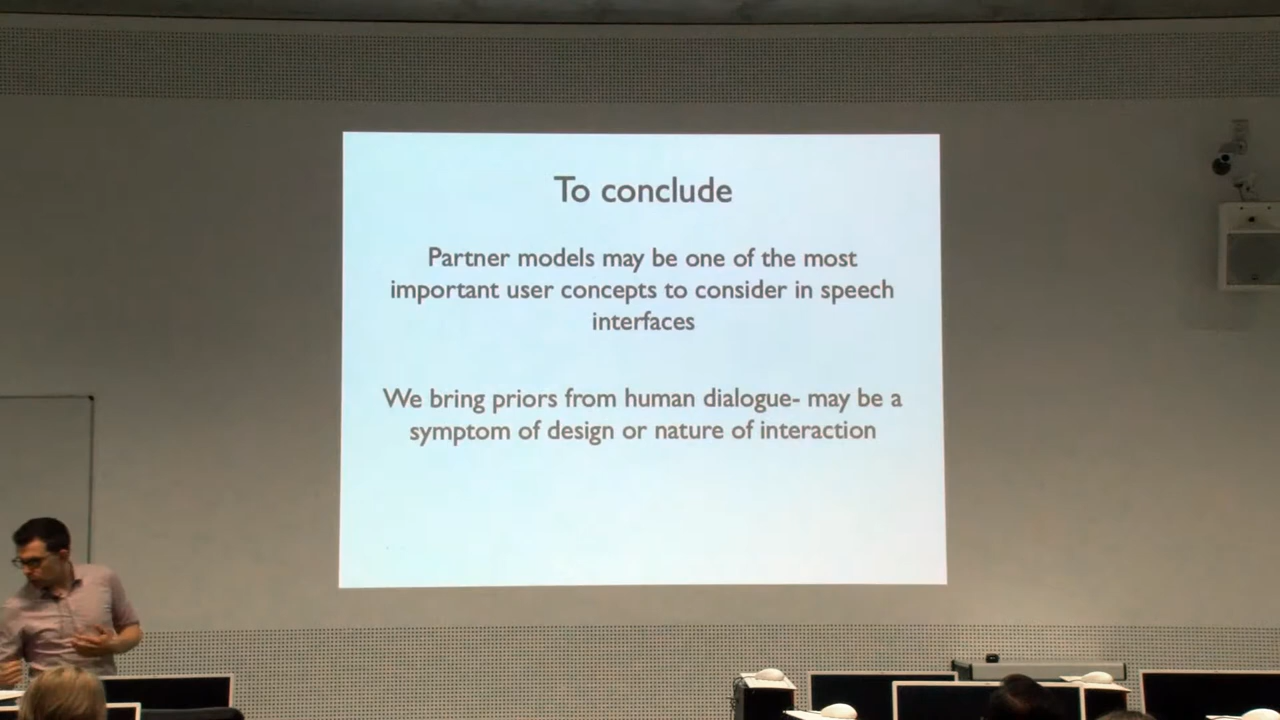 To conclude
Partner models may be one of the most
important user concepts to consider in speech
interfaces
We bring priors from human dialogue- may be a
symptom of design or nature of interaction